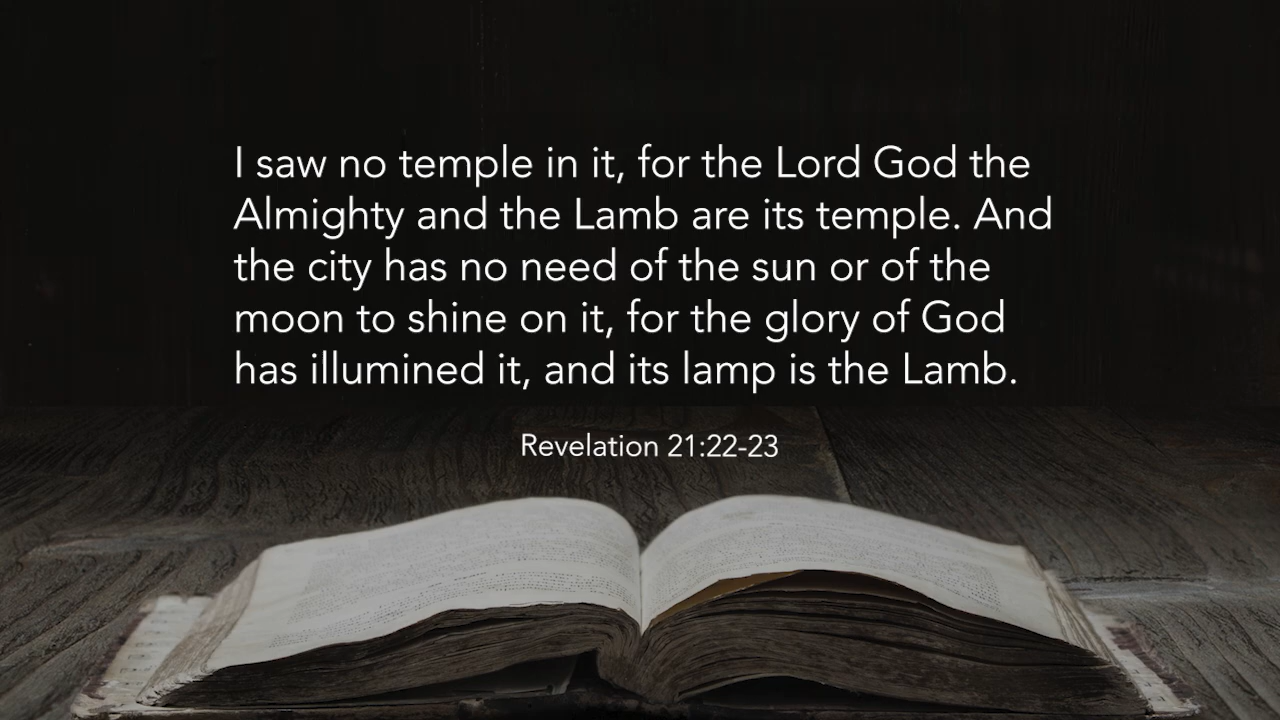 I saw no temple in it, for the Lord God the
Almighty and the Lamb are its temple. And
the city has no need of the sun or of the
moon to shine on it, for the glory of God
has illumined it, and its lamp is the Lamb.
Revelation 21:22-23